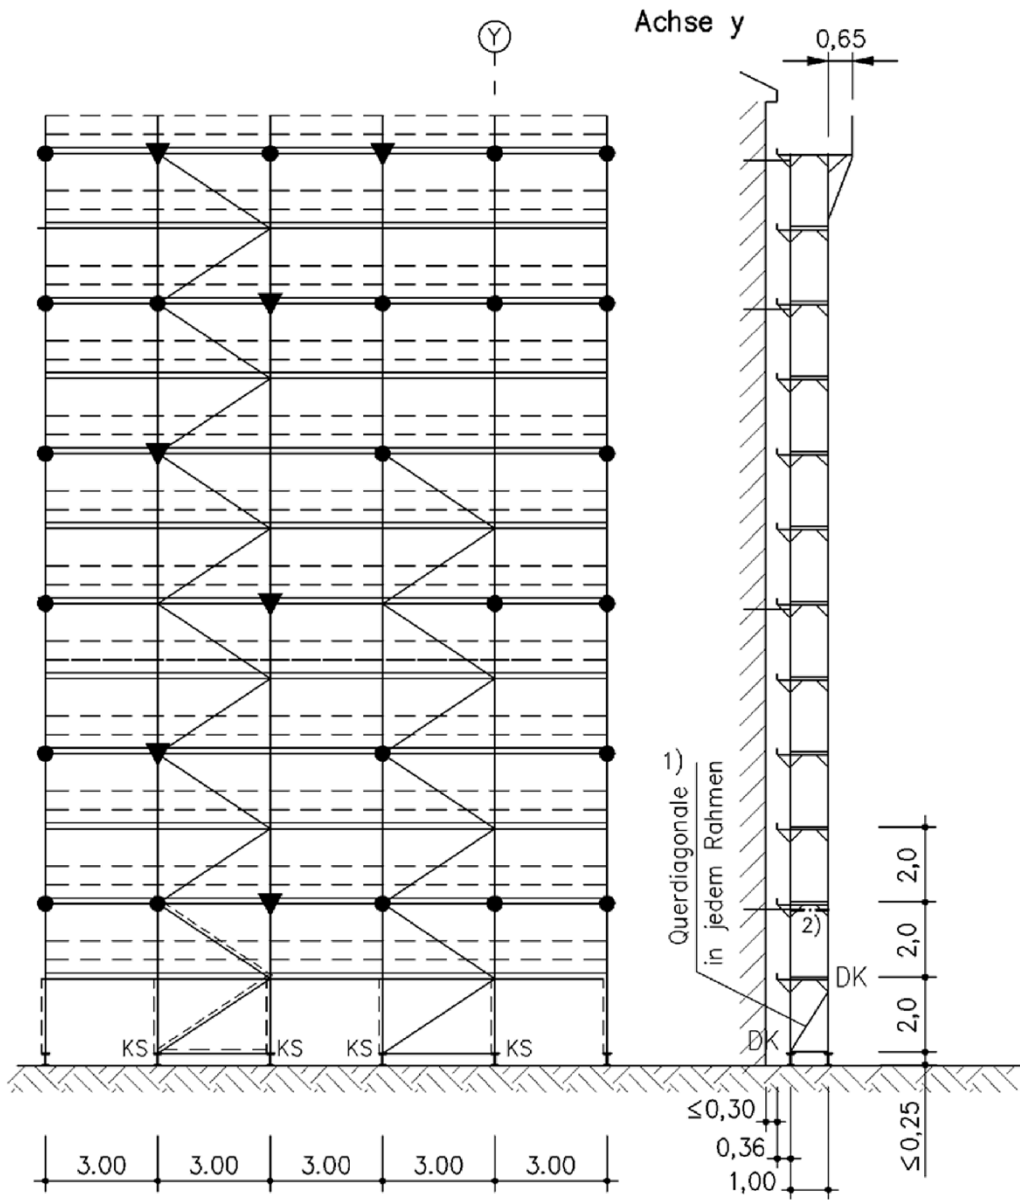 Achse y
Y
0,65
1)
Querdiagonale
in jedem Rahmen
2,0
2)
2,0
DK
2,0
KS
KS
KS
KS
DK
≤0,30
0,36
1,00
≤0,25
3.00
3.00
3.00
3.00
3.00